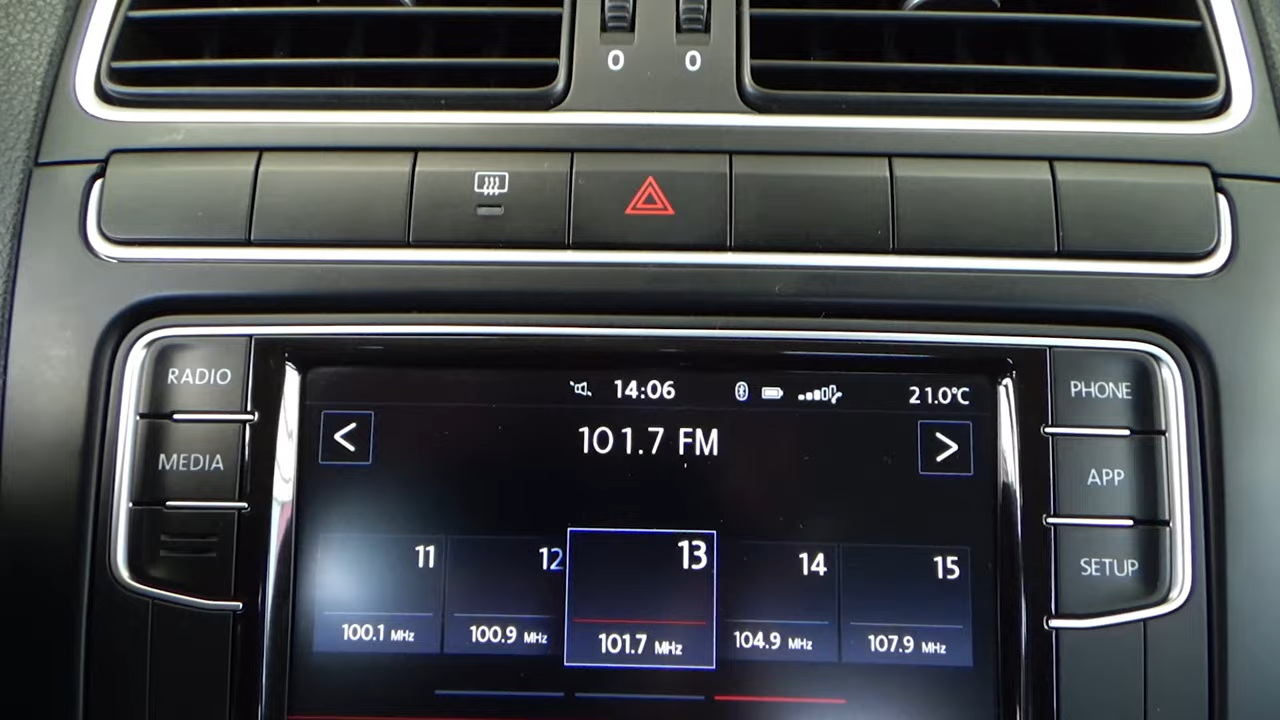 0 0
RADIO
MEDIA
14:06 21.0°C
101.7 FM
< >
11 12 13 14 15
100.1 MHz 100.9 MHz 101.7 MHz 104.9 MHz 107.9 MHz
PHONE
APP
SETUP